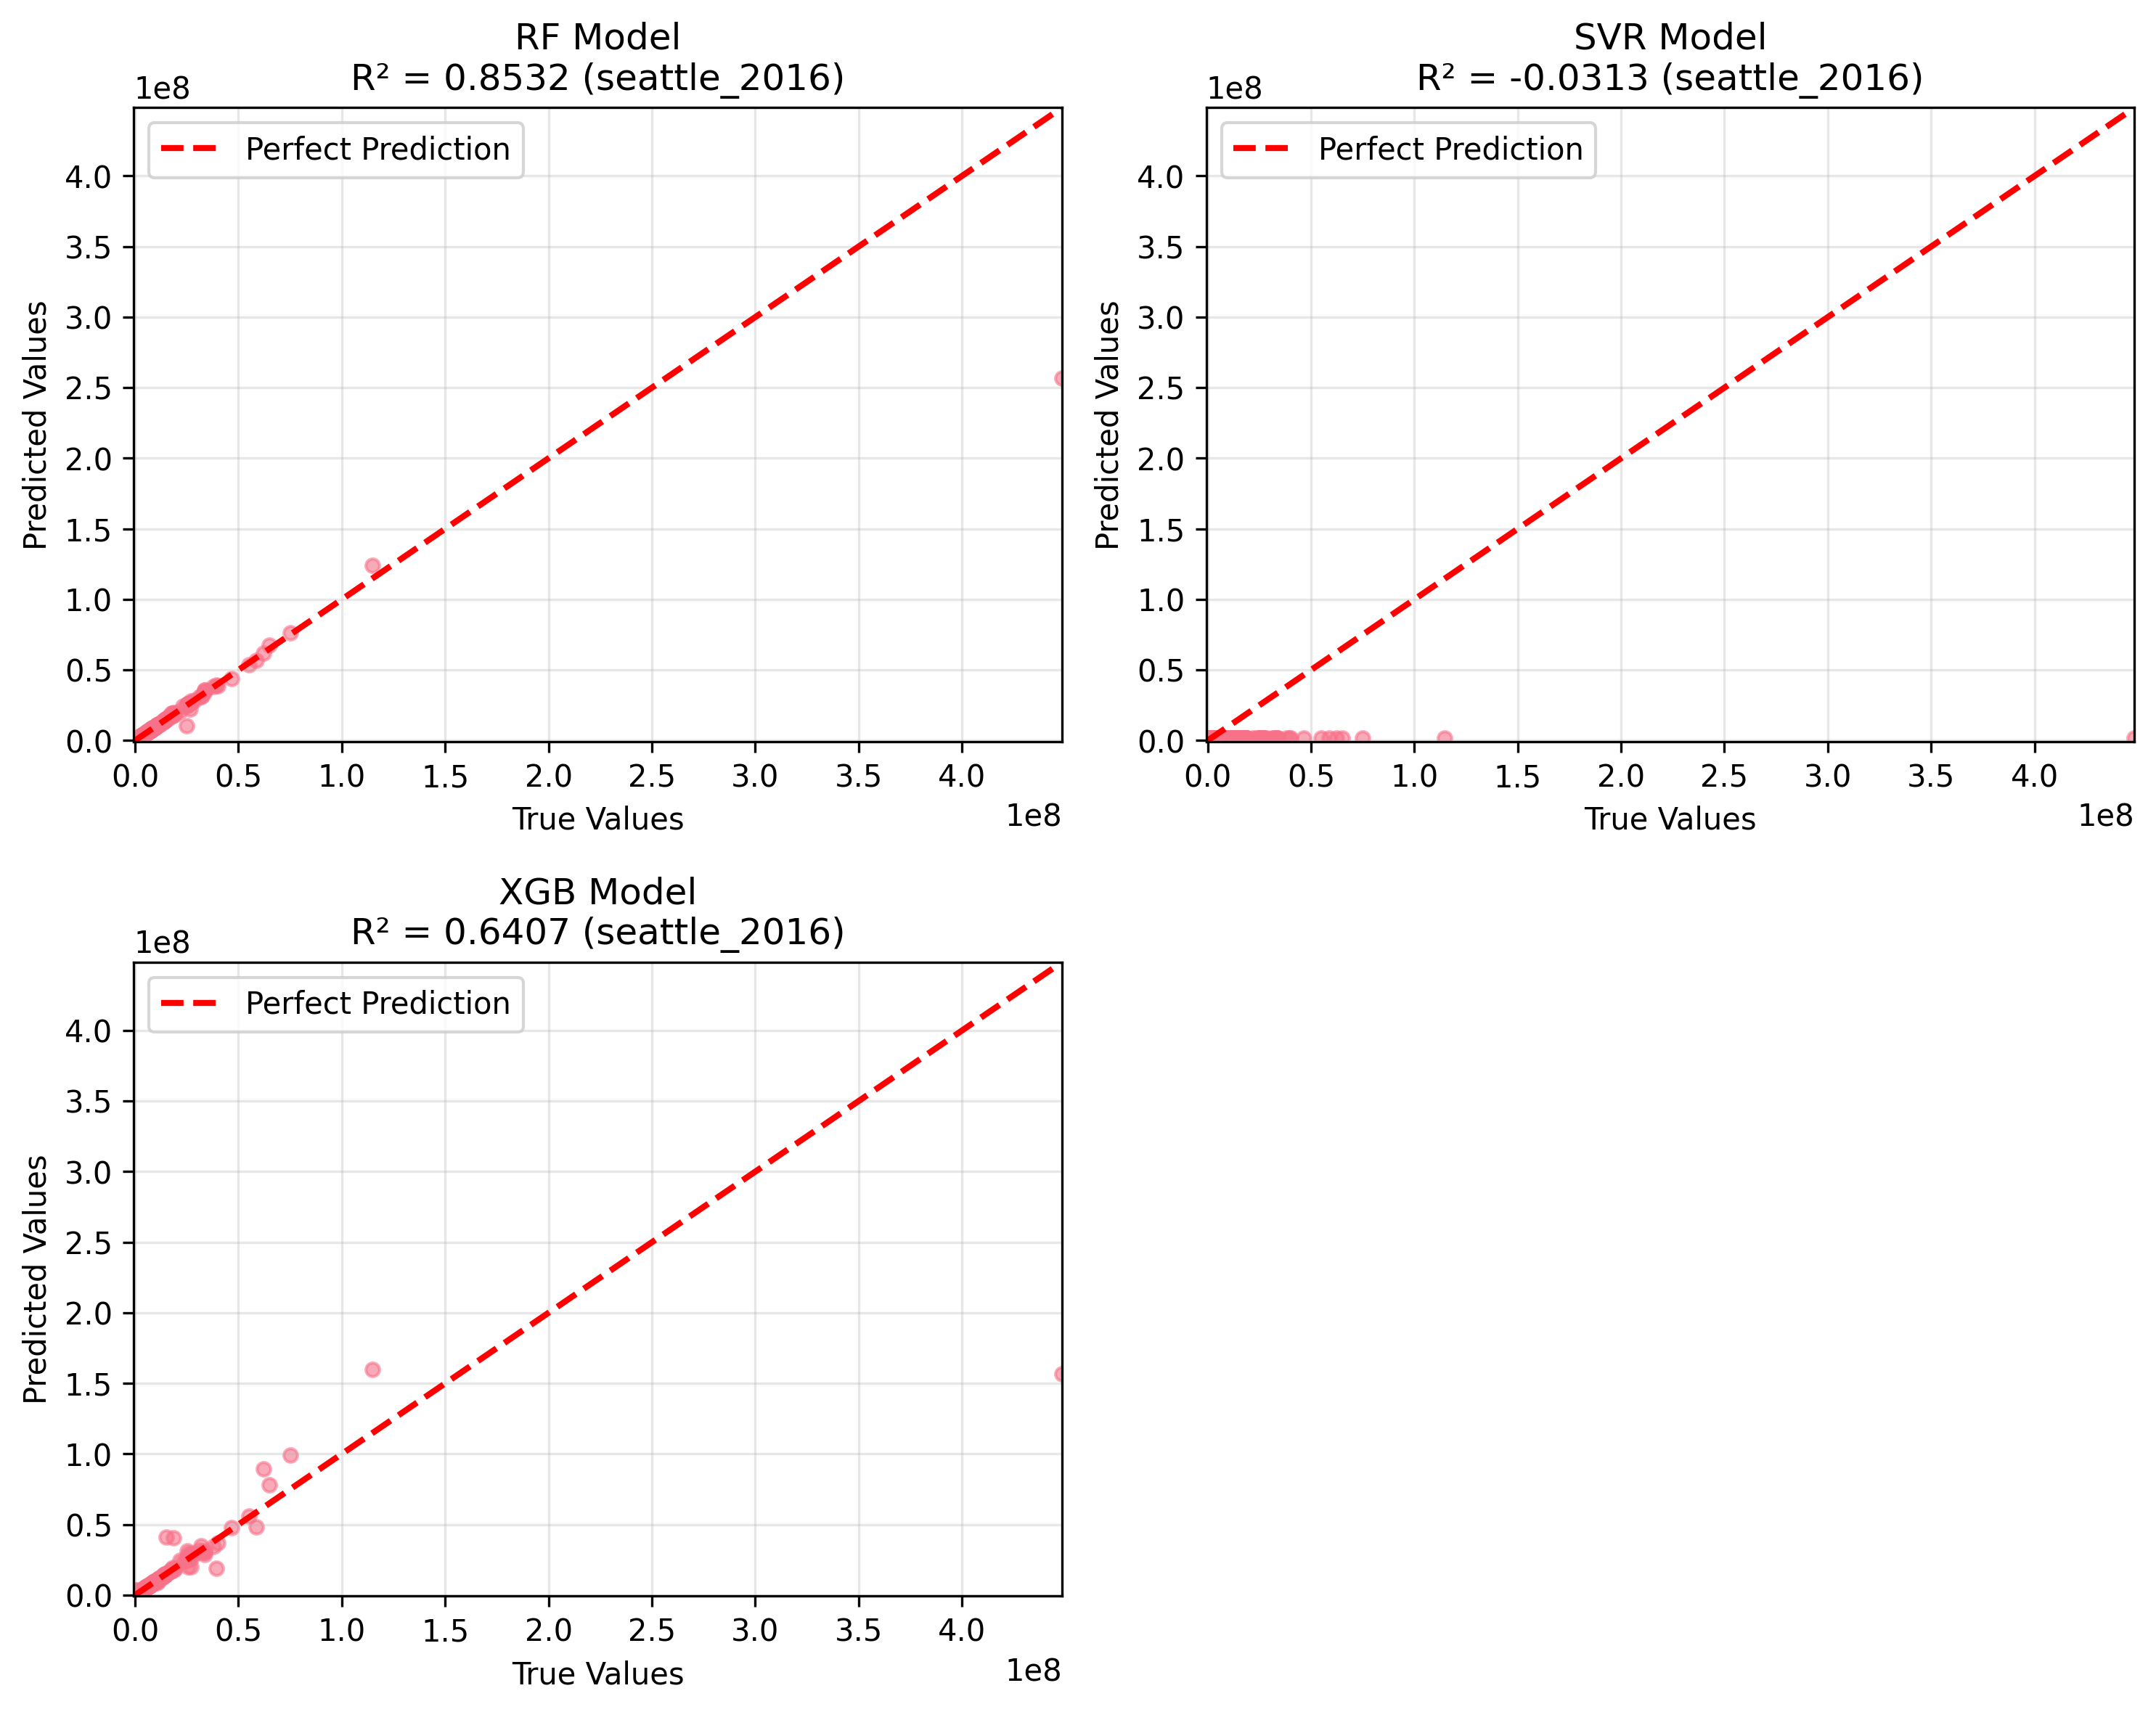 RF Model
R² = 0.8532 (seattle_2016)
1e8
Perfect Prediction
4.0
3.5
3.0
2.5
2.0
1.5
1.0
0.5
0.0
Predicted Values
0.0 0.5 1.0 1.5 2.0 2.5 3.0 3.5 4.0
True Values
1e8
SVR Model
R² = -0.0313 (seattle_2016)
1e8
Perfect Prediction
4.0
3.5
3.0
2.5
2.0
1.5
1.0
0.5
0.0
Predicted Values
0.0 0.5 1.0 1.5 2.0 2.5 3.0 3.5 4.0
True Values
1e8
XGB Model
R² = 0.6407 (seattle_2016)
1e8
Perfect Prediction
4.0
3.5
3.0
2.5
2.0
1.5
1.0
0.5
0.0
Predicted Values
0.0 0.5 1.0 1.5 2.0 2.5 3.0 3.5 4.0
True Values
1e8